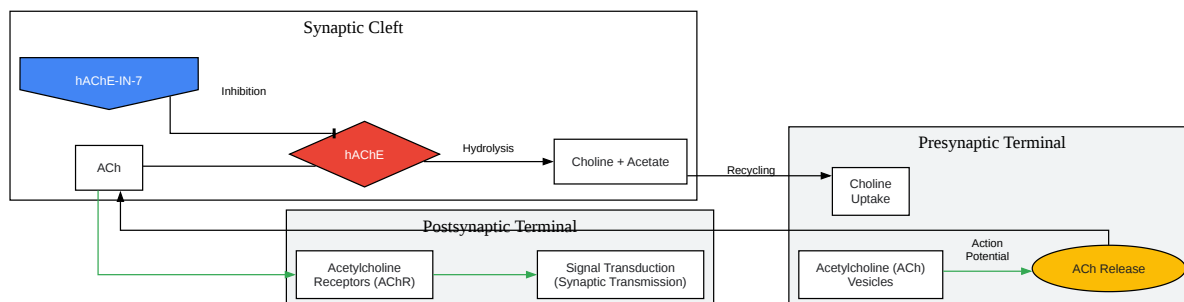 Synaptic Cleft
hAChE-IN-7
Inhibition
hAChE
ACh
Hydrolysis
Choline + Acetate
Recycling
Presynaptic Terminal
Choline
Uptake
Postsynaptic Terminal
Acetylcholine
Receptors (AChR)
Signal Transduction
(Synaptic Transmission)
Acetylcholine (ACh)
Vesicles
Action
Potential
ACh Release